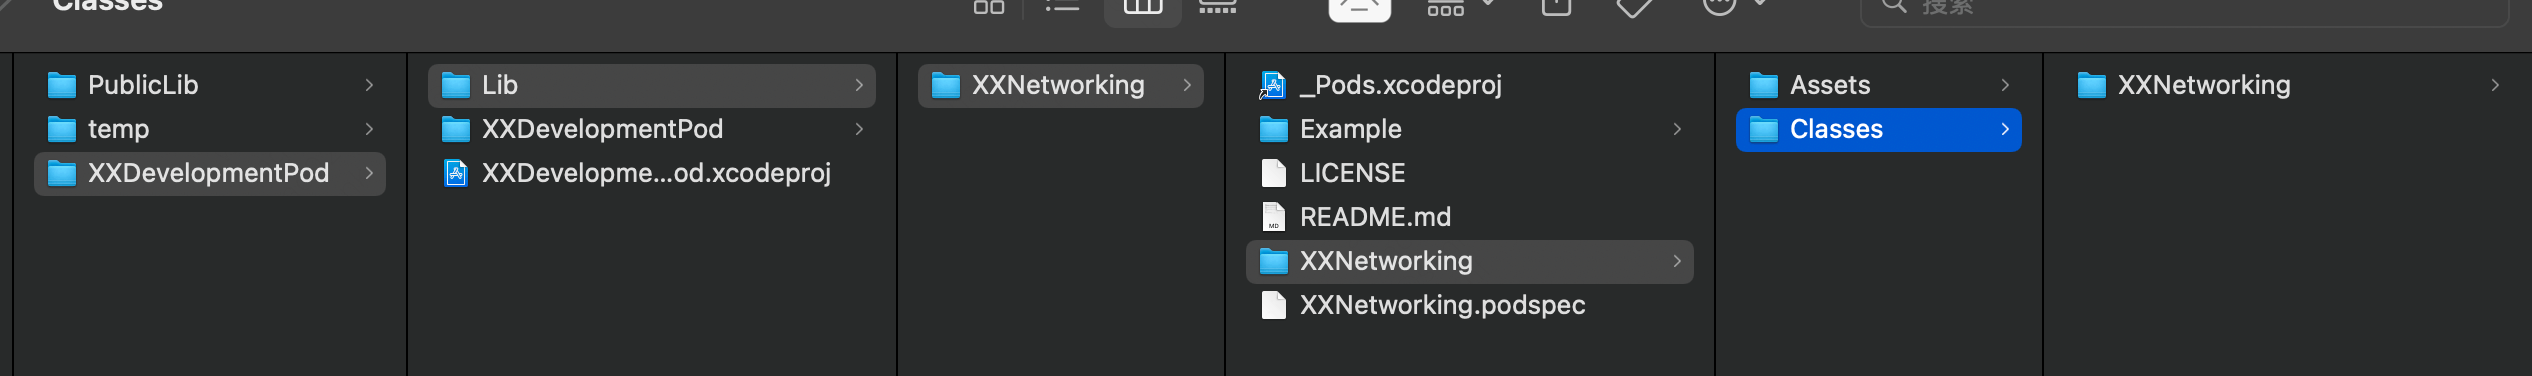 Classes
搜索
PublicLib
temp
XXDevelopmentPod
Lib
XXDevelopmentPod
XXDevelopme...od.xcodeproj
XXNetworking
_Pods.xcodeproj
Example
LICENSE
README.md
XXNetworking
XXNetworking.podspec
Assets
Classes
XXNetworking